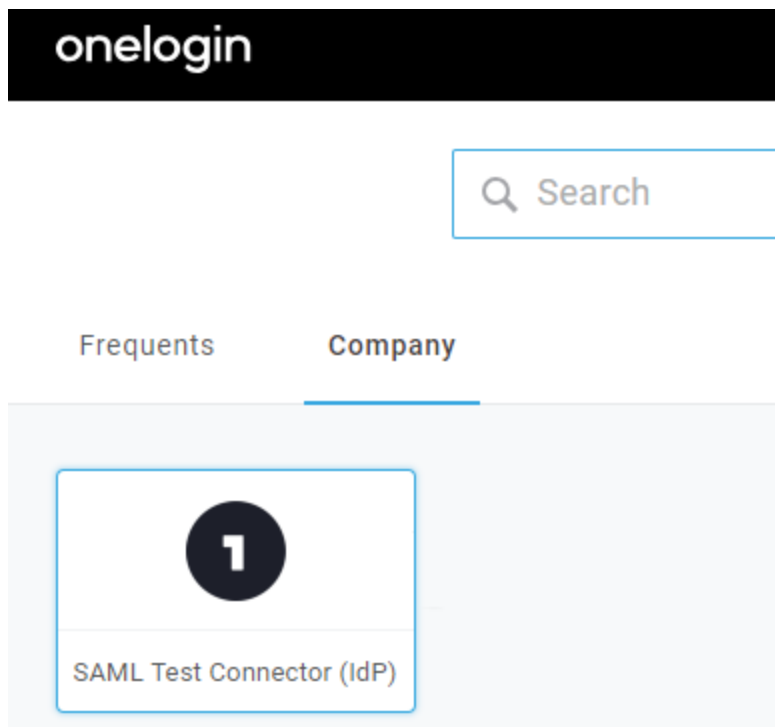 onelogin
Search
Frequents
Company
1
SAML Test Connector (IdP)